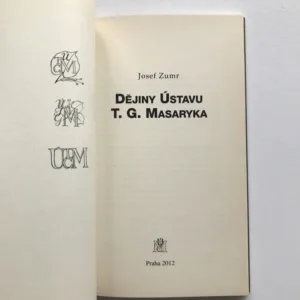 Josef Zumr
DĚJINY ÚSTAVU
T. G. MASARYKA
Praha 2012